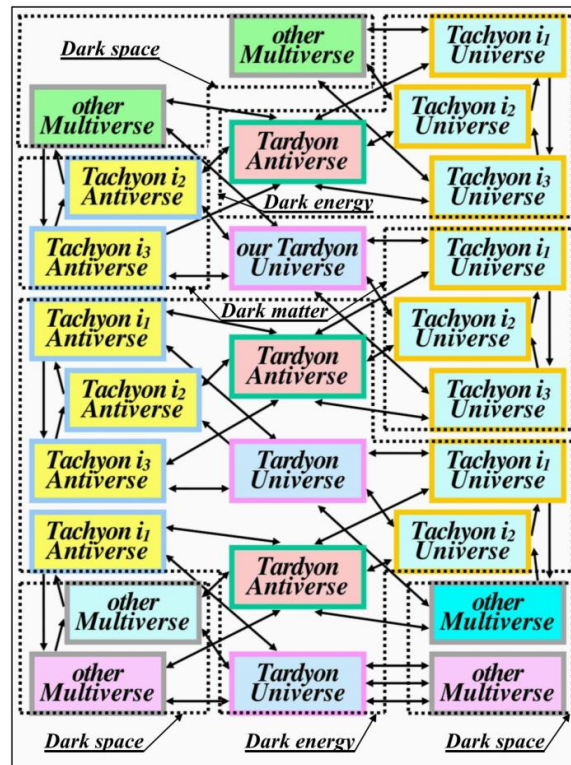 other
Multiverse
Tachyon i1
Universe
Dark space
other
Multiverse
Tachyon i2
Universe
Tardyon
Antiverse
Tachyon i2
Antiverse
Tachyon i3
Universe
Dark energy
Tachyon i3
Antiverse
our Tardyon
Universe
Tachyon i1
Universe
Dark matter
Tachyon i1
Antiverse
Tachyon i2
Universe
Tardyon
Antiverse
Tachyon i2
Antiverse
Tachyon i3
Universe
Tachyon i3
Antiverse
Tardyon
Universe
Tachyon i1
Universe
Tachyon i1
Antiverse
Tachyon i2
Universe
Tardyon
Antiverse
other
Multiverse
other
Multiverse
other
Multiverse
Tardyon
Universe
other
Multiverse
Dark space
Dark energy
Dark space